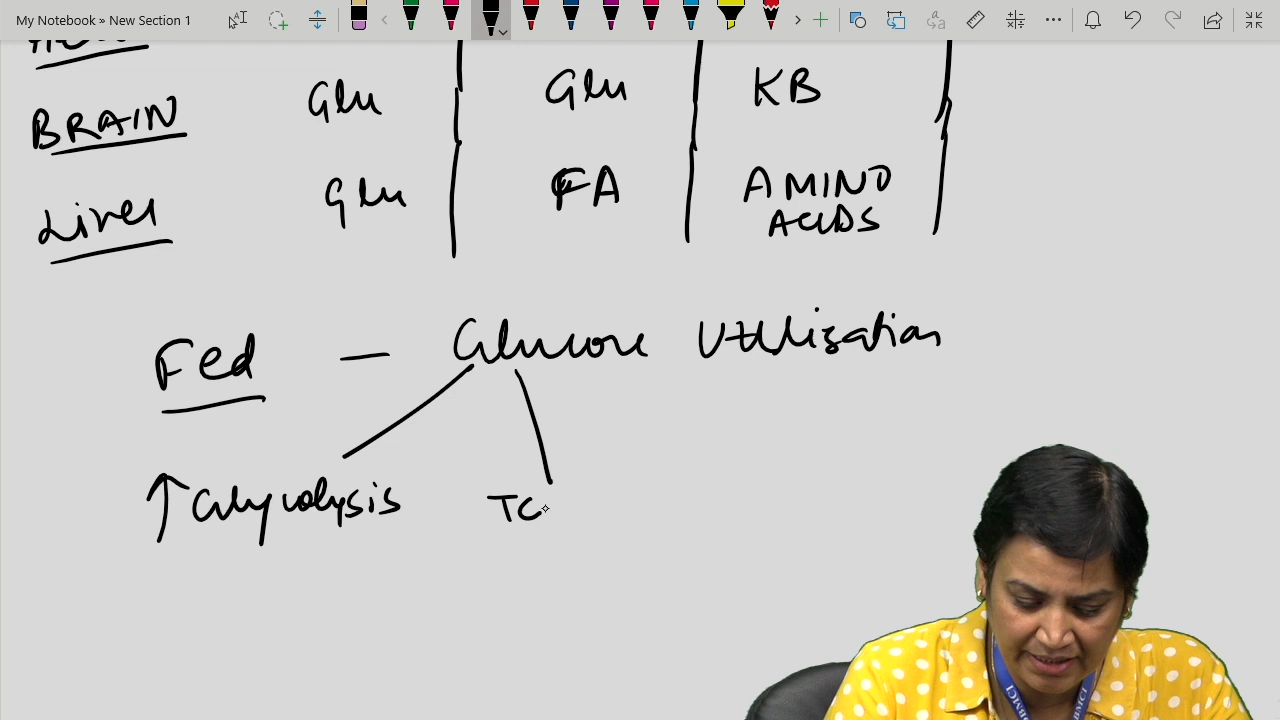 My Notebook » New Section 1
BRAIN Glu Glu KB
Liver Glu FA AMINO
ACIDS
Fed — Glucose Utilization
↑ Glycolysis TC
BMCI